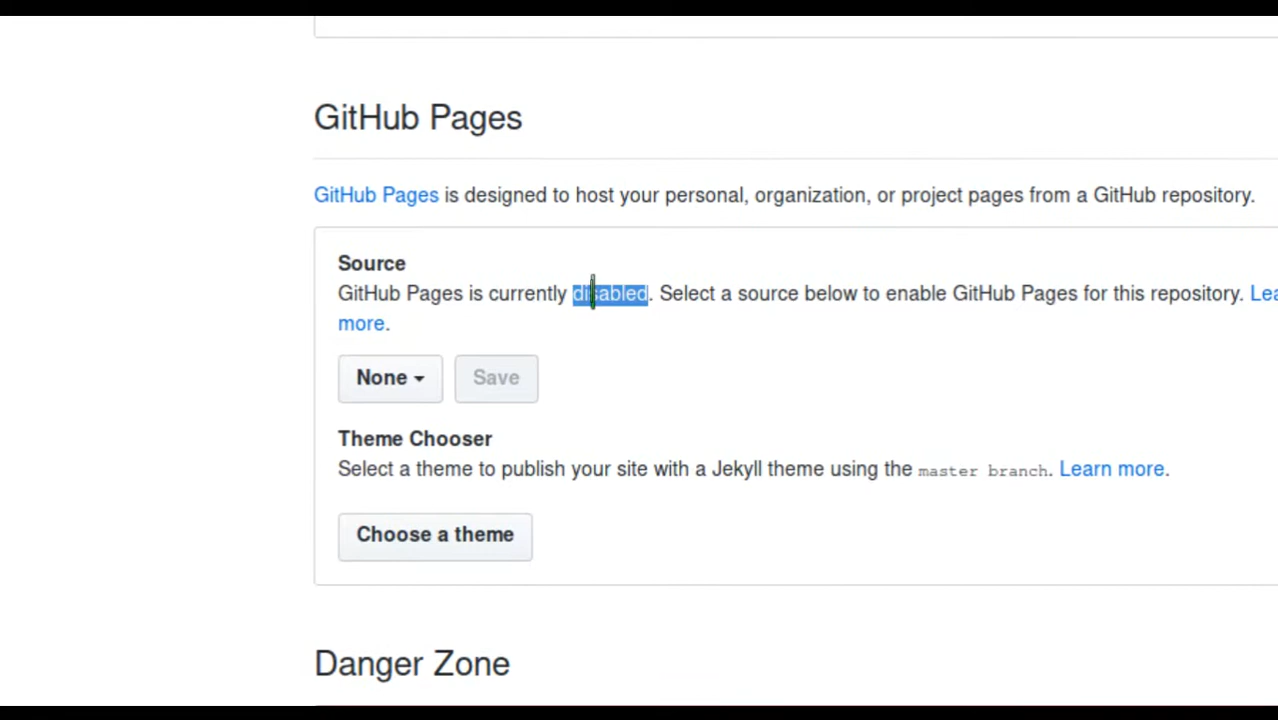 GitHub Pages
GitHub Pages is designed to host your personal, organization, or project pages from a GitHub repository.
Source
GitHub Pages is currently disabled. Select a source below to enable GitHub Pages for this repository. Lea
more.
None Save
Theme Chooser
Select a theme to publish your site with a Jekyll theme using the master branch. Learn more.
Choose a theme
Danger Zone